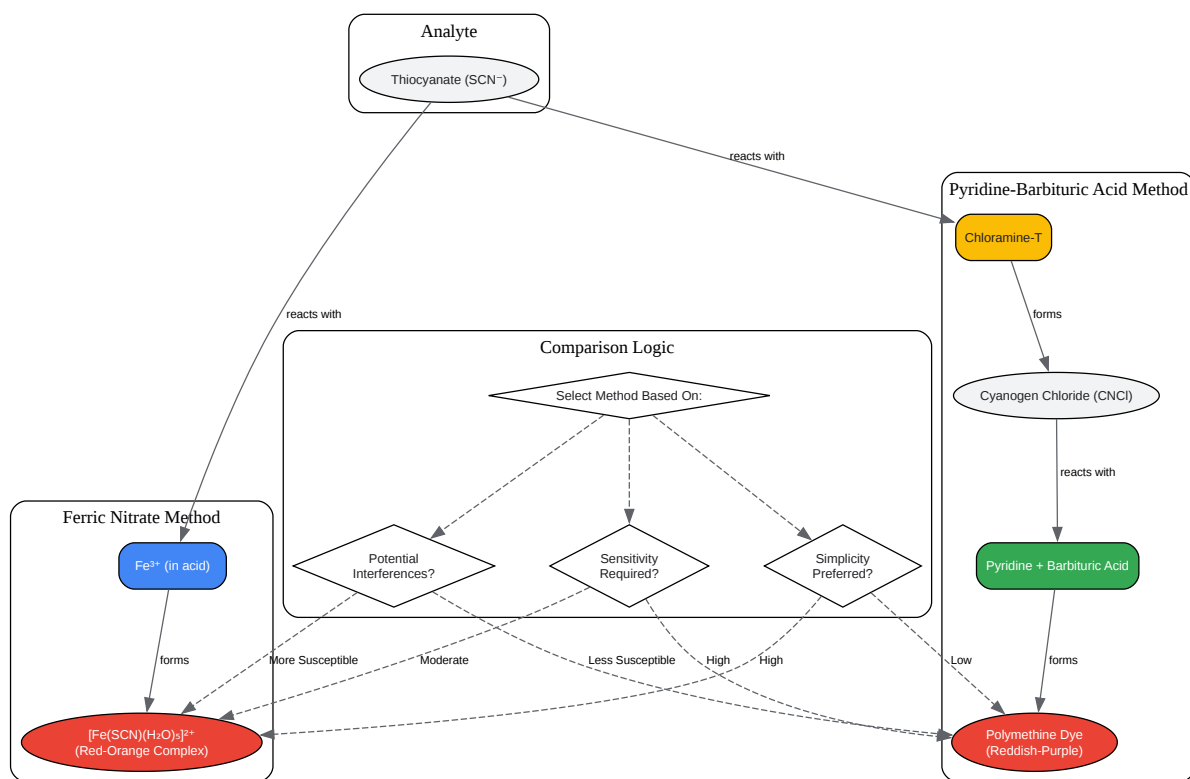 Analyte
Thiocyanate (SCN⁻)
reacts with
Pyridine-Barbituric Acid Method
Chloramine-T
forms
reacts with
Comparison Logic
Select Method Based On:
Cyanogen Chloride (CNCl)
reacts with
Ferric Nitrate Method
Fe³⁺ (in acid)
Potential
Interferences?
Sensitivity
Required?
Simplicity
Preferred?
Pyridine + Barbituric Acid
forms
More Susceptible
Moderate
Less Susceptible
High
High
Low
forms
[Fe(SCN)(H₂O)₅]²⁺
(Red-Orange Complex)
Polymethine Dye
(Reddish-Purple)